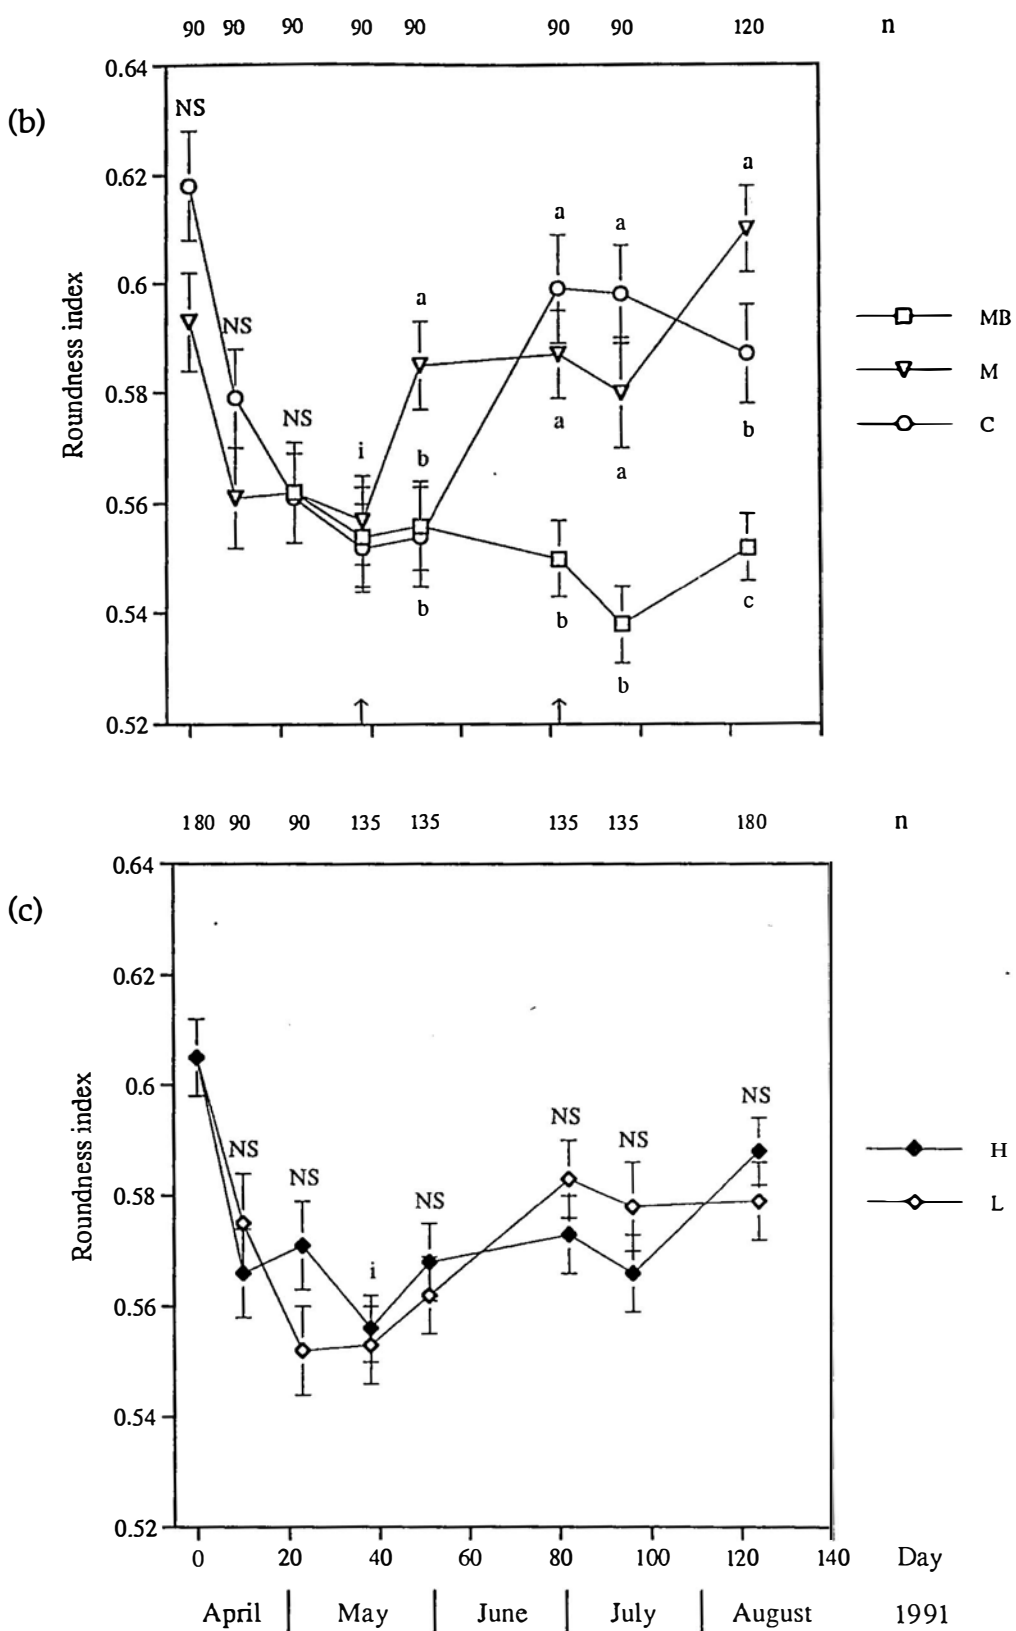 90 90 90 90 90 90 90 120 n
(b)
0.64
NS
0.62
a
a a
0.6
Roundness index
NS
a
MB
M
C
0.58
NS
a
b
i
b
a
0.56
b
b
c
0.54
b
0.52
180 90 90 135 135 135 135 180 n
(c)
0.64
0.62
0.6
Roundness index
NS
NS
NS
NS
NS
NS
NS
i
H
L
0.58
0.56
0.54
0.52
0 20 40 60 80 100 120 140 Day
April May June July August 1991